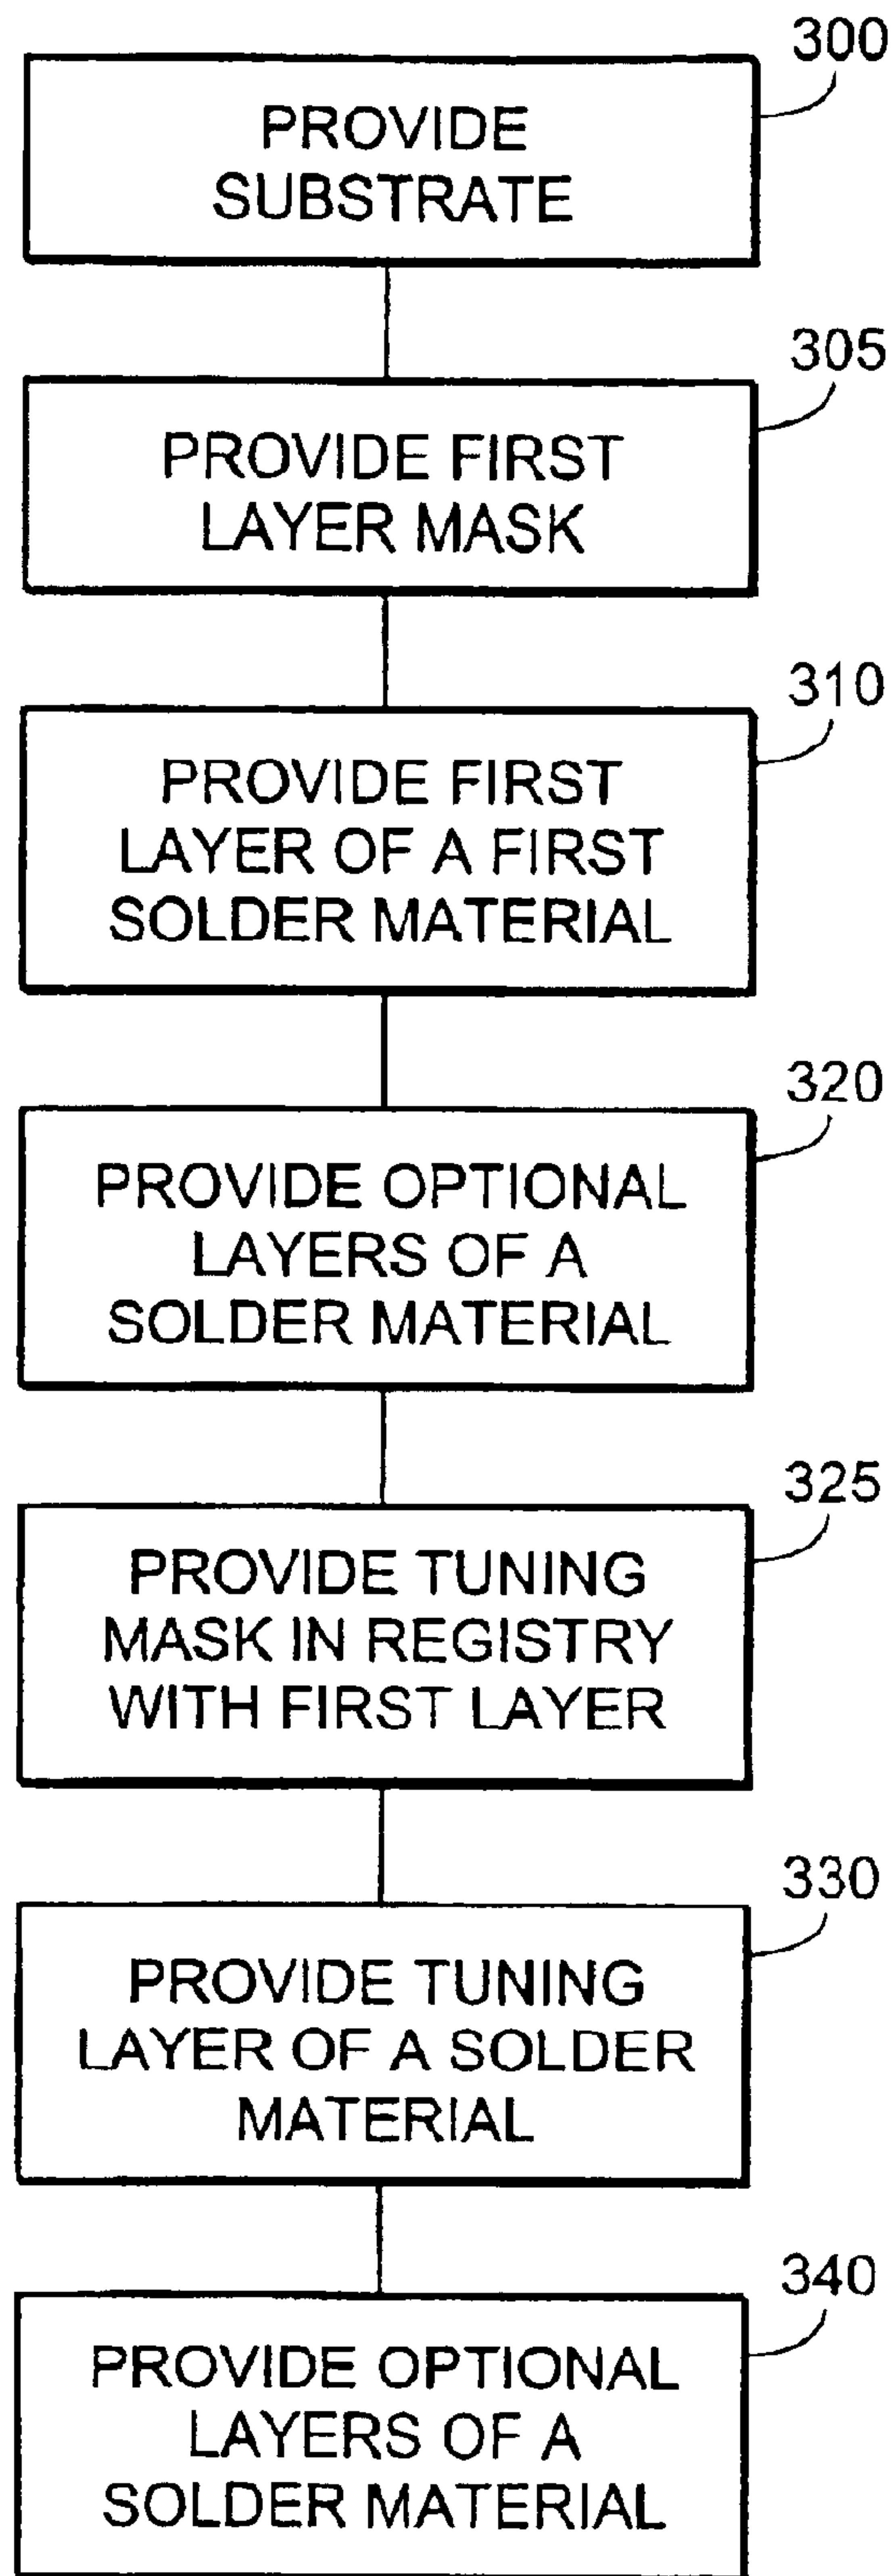 300
PROVIDE
SUBSTRATE
305
PROVIDE FIRST
LAYER MASK
310
PROVIDE FIRST
LAYER OF A FIRST
SOLDER MATERIAL
320
PROVIDE OPTIONAL
LAYERS OF A
SOLDER MATERIAL
325
PROVIDE TUNING
MASK IN REGISTRY
WITH FIRST LAYER
330
PROVIDE TUNING
LAYER OF A SOLDER
MATERIAL
340
PROVIDE OPTIONAL
LAYERS OF A
SOLDER MATERIAL